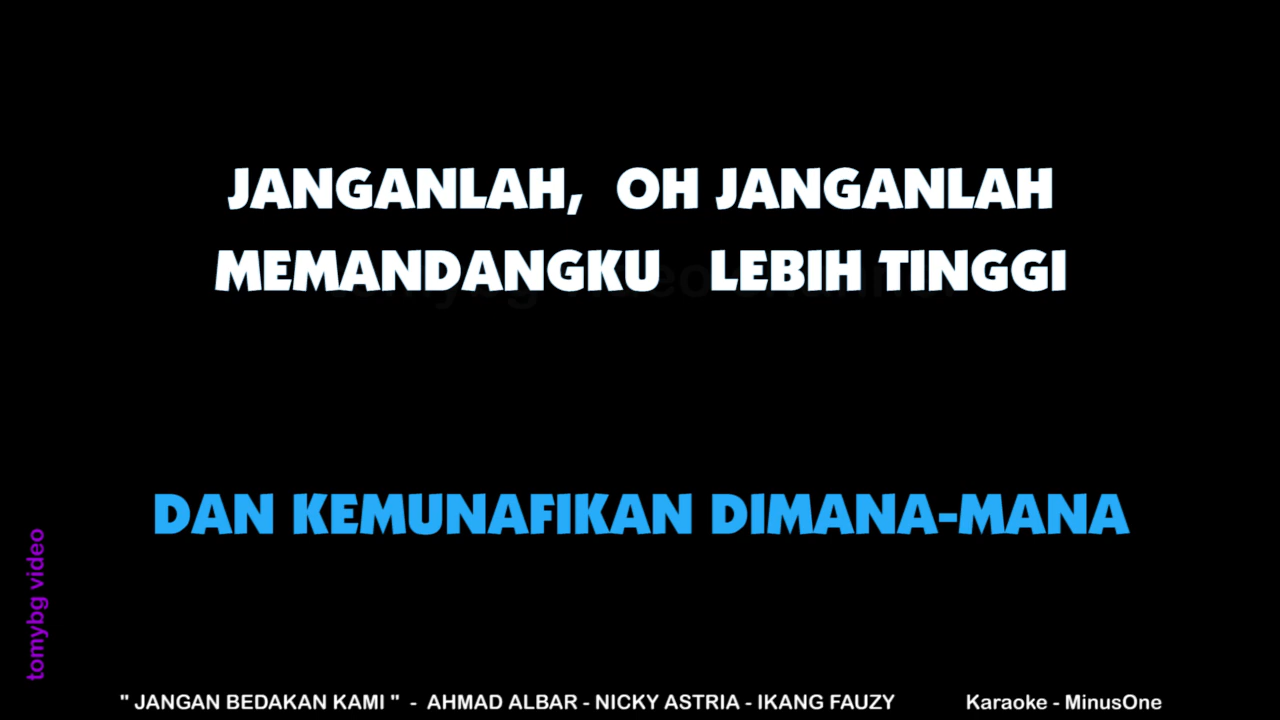 JANGANLAH, OH JANGANLAH
MEMANDANGKU LEBIH TINGGI
DAN KEMUNAFIKAN DIMANA-MANA
tomybg video
" JANGAN BEDAKAN KAMI " - AHMAD ALBAR - NICKY ASTRIA - IKANG FAUZY Karaoke - MinusOne